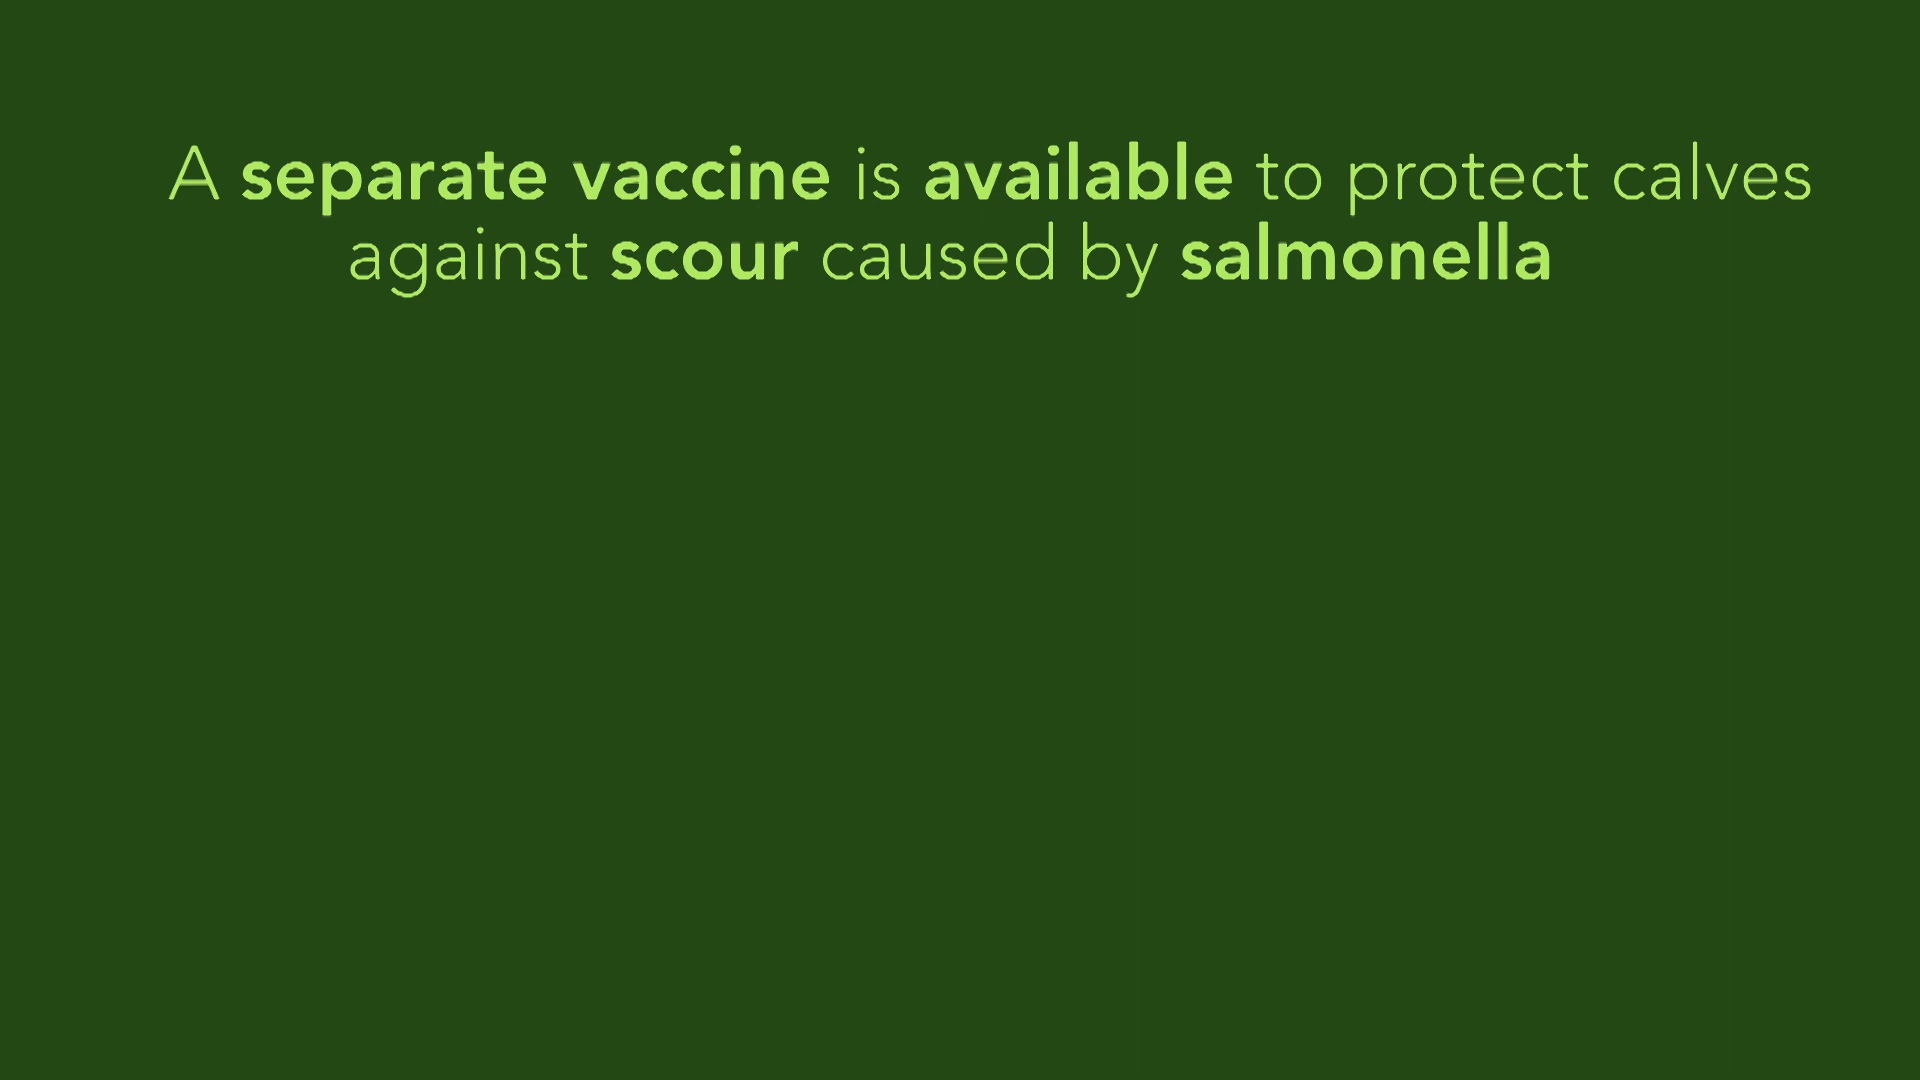 A separate vaccine is available to protect calves
against scour caused by salmonella